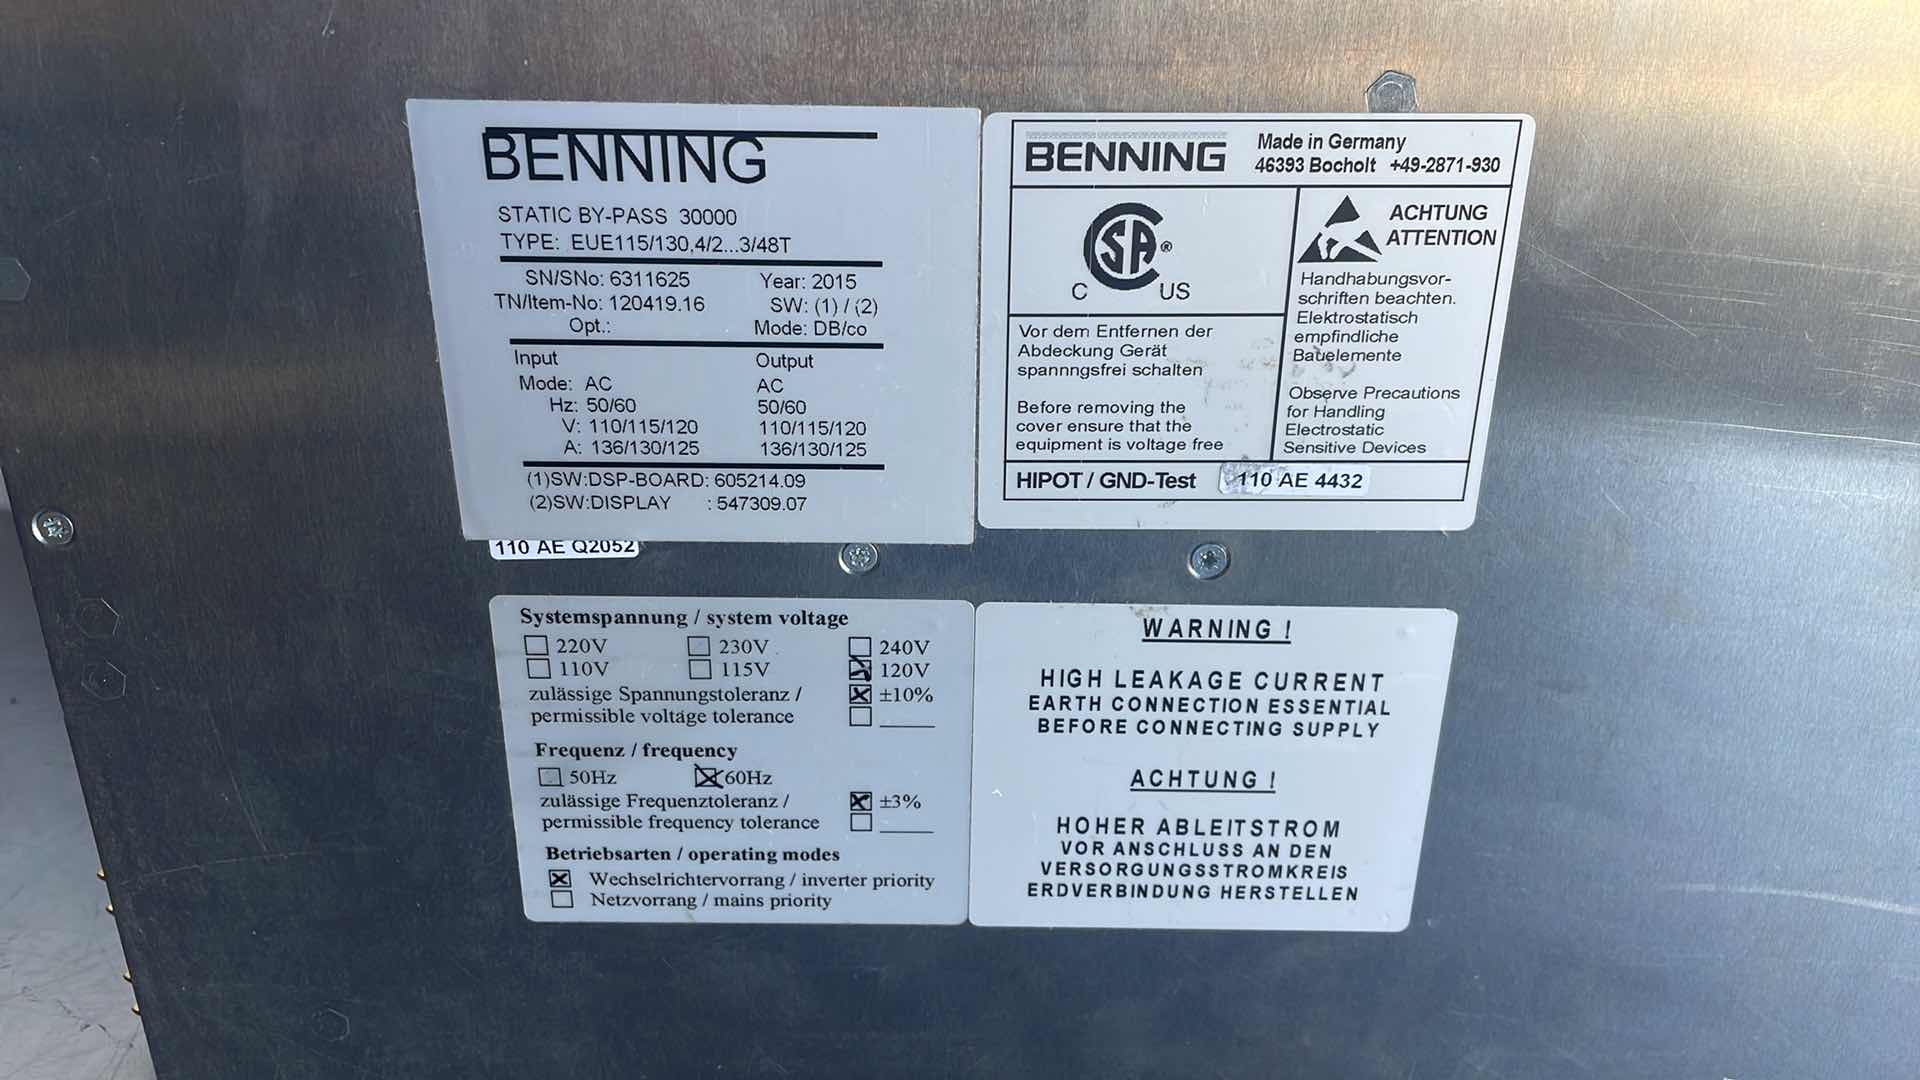 BENNING
STATIC BY-PASS 30000
TYPE: EUE115/130,4/2...3/48T
SN/SNo: 6311625 Year: 2015
TN/Item-No: 120419.16 SW: (1) / (2)
Opt.: Mode: DB/co
Input Output
Mode: AC AC
Hz: 50/60 50/60
V: 110/115/120 110/115/120
A: 136/130/125 136/130/125
(1)SW:DSP-BOARD: 605214.09
(2)SW:DISPLAY : 547309.07
110 AE Q2052
BENNING
Made in Germany
46393 Bocholt +49-2871-930
CSA®
C US
Vor dem Entfernen der
Abdeckung Gerät
spannngsfrei schalten
Before removing the
cover ensure that the
equipment is voltage free
ACHTUNG
ATTENTION
Handhabungsvor-
schriften beachten.
Elektrostatisch
empfindliche
Bauelemente
Observe Precautions
for Handling
Electrostatic
Sensitive Devices
HIPOT / GND-Test 110 AE 4432
Systemspannung / system voltage
220V 230V 240V
110V 115V 120V
zulässige Spannungstoleranz / ±10%
permissible voltage tolerance
Frequenz / frequency
50Hz 60Hz
zulässige Frequenztoleranz / ±3%
permissible frequency tolerance
Betriebsarten / operating modes
Wechselrichtervorrang / inverter priority
Netzvorrang / mains priority
WARNING !
HIGH LEAKAGE CURRENT
EARTH CONNECTION ESSENTIAL
BEFORE CONNECTING SUPPLY
ACHTUNG !
HOHER ABLEITSTROM
VOR ANSCHLUSS AN DEN
VERSORGUNGSSTROMKREIS
ERDVERBINDUNG HERSTELLEN